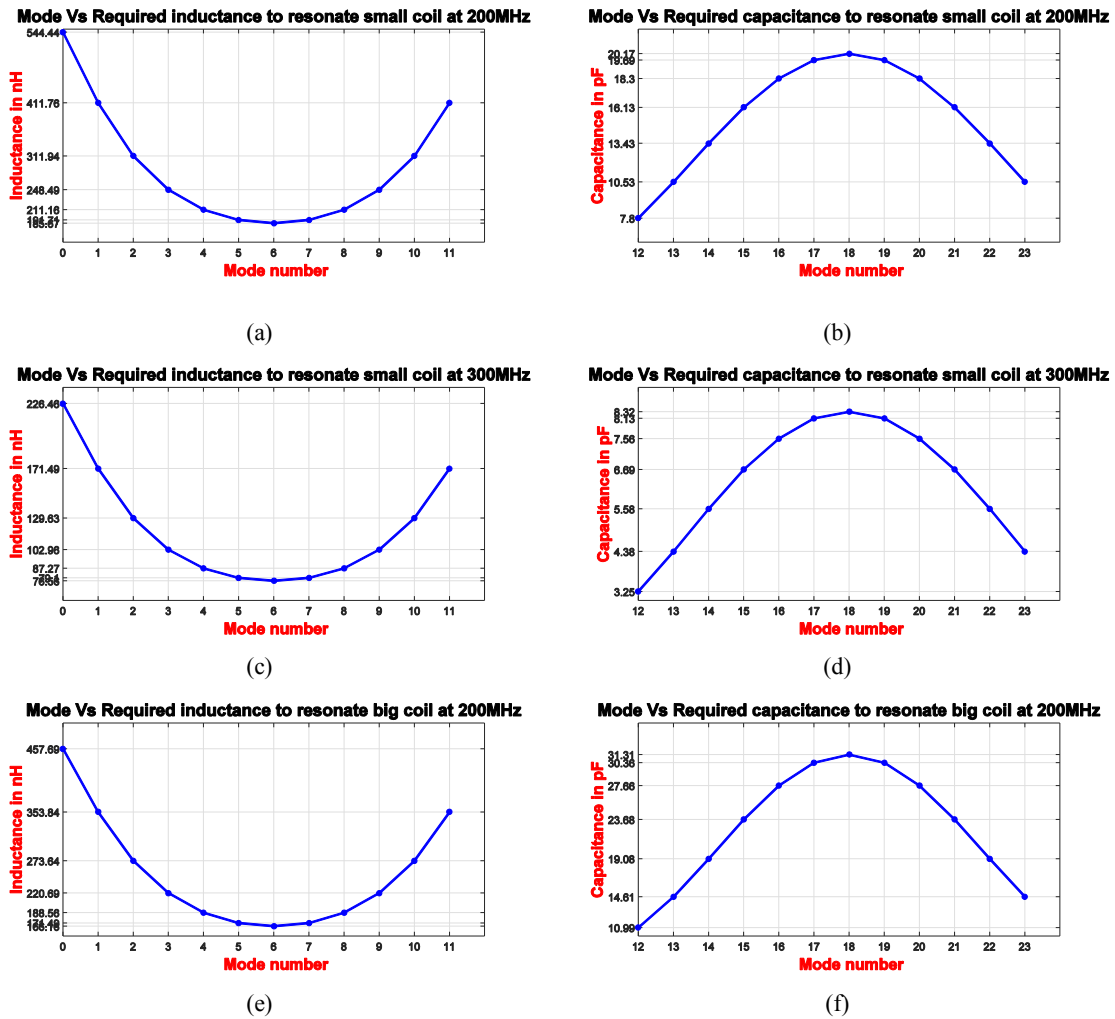 Mode Vs Required inductance to resonate small coil at 200MHz
Inductance in nH
544.44
411.76
311.94
248.49
211.16
0 1 2 3 4 5 6 7 8 9 10 11
Mode number
(a)
Mode Vs Required capacitance to resonate small coil at 200MHz
Capacitance in pF
20.17
19.69
18.3
16.13
13.43
10.53
7.8
12 13 14 15 16 17 18 19 20 21 22 23
Mode number
(b)
Mode Vs Required inductance to resonate small coil at 300MHz
Inductance in nH
226.46
171.49
129.63
102.96
87.27
0 1 2 3 4 5 6 7 8 9 10 11
Mode number
(c)
Mode Vs Required capacitance to resonate small coil at 300MHz
Capacitance in pF
8.32
8.13
7.56
6.69
5.58
4.38
3.25
12 13 14 15 16 17 18 19 20 21 22 23
Mode number
(d)
Mode Vs Required inductance to resonate big coil at 200MHz
Inductance in nH
457.69
353.84
273.64
220.69
188.56
0 1 2 3 4 5 6 7 8 9 10 11
Mode number
(e)
Mode Vs Required capacitance to resonate big coil at 200MHz
Capacitance in pF
31.31
30.36
27.66
23.68
19.08
14.61
10.99
12 13 14 15 16 17 18 19 20 21 22 23
Mode number
(f)